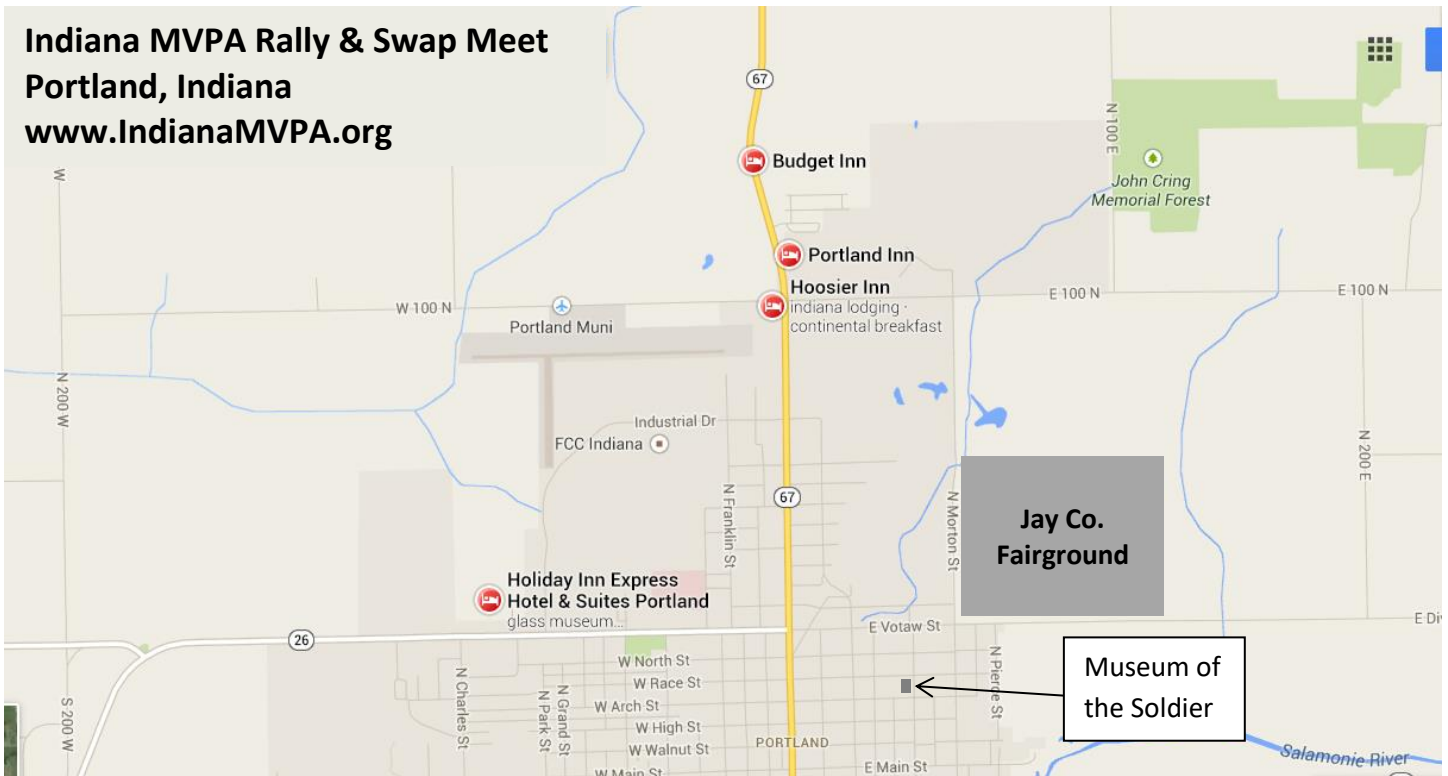 Indiana MVPA Rally & Swap Meet
Portland, Indiana
www.IndianaMVPA.org
67
N 100 E
Budget Inn
John Cring
Memorial Forest
W
Portland Inn
Hoosier Inn
indiana lodging ·
continental breakfast
E 100 N
E 100 N
W 100 N
Portland Muni
N 200 W
Industrial Dr
FCC Indiana
N 200 E
67
N Franklin St
N Morton St
Jay Co.
Fairground
Holiday Inn Express
Hotel & Suites Portland
glass museum...
26
E Votaw St
E Di
W North St
W Race St
W Arch St
W High St
W Walnut St
W Main St
N Charles St
N Park St
N Grand St
N Pierce St
Museum of
the Soldier
S 200 W
PORTLAND
E Main St
Salamonie River